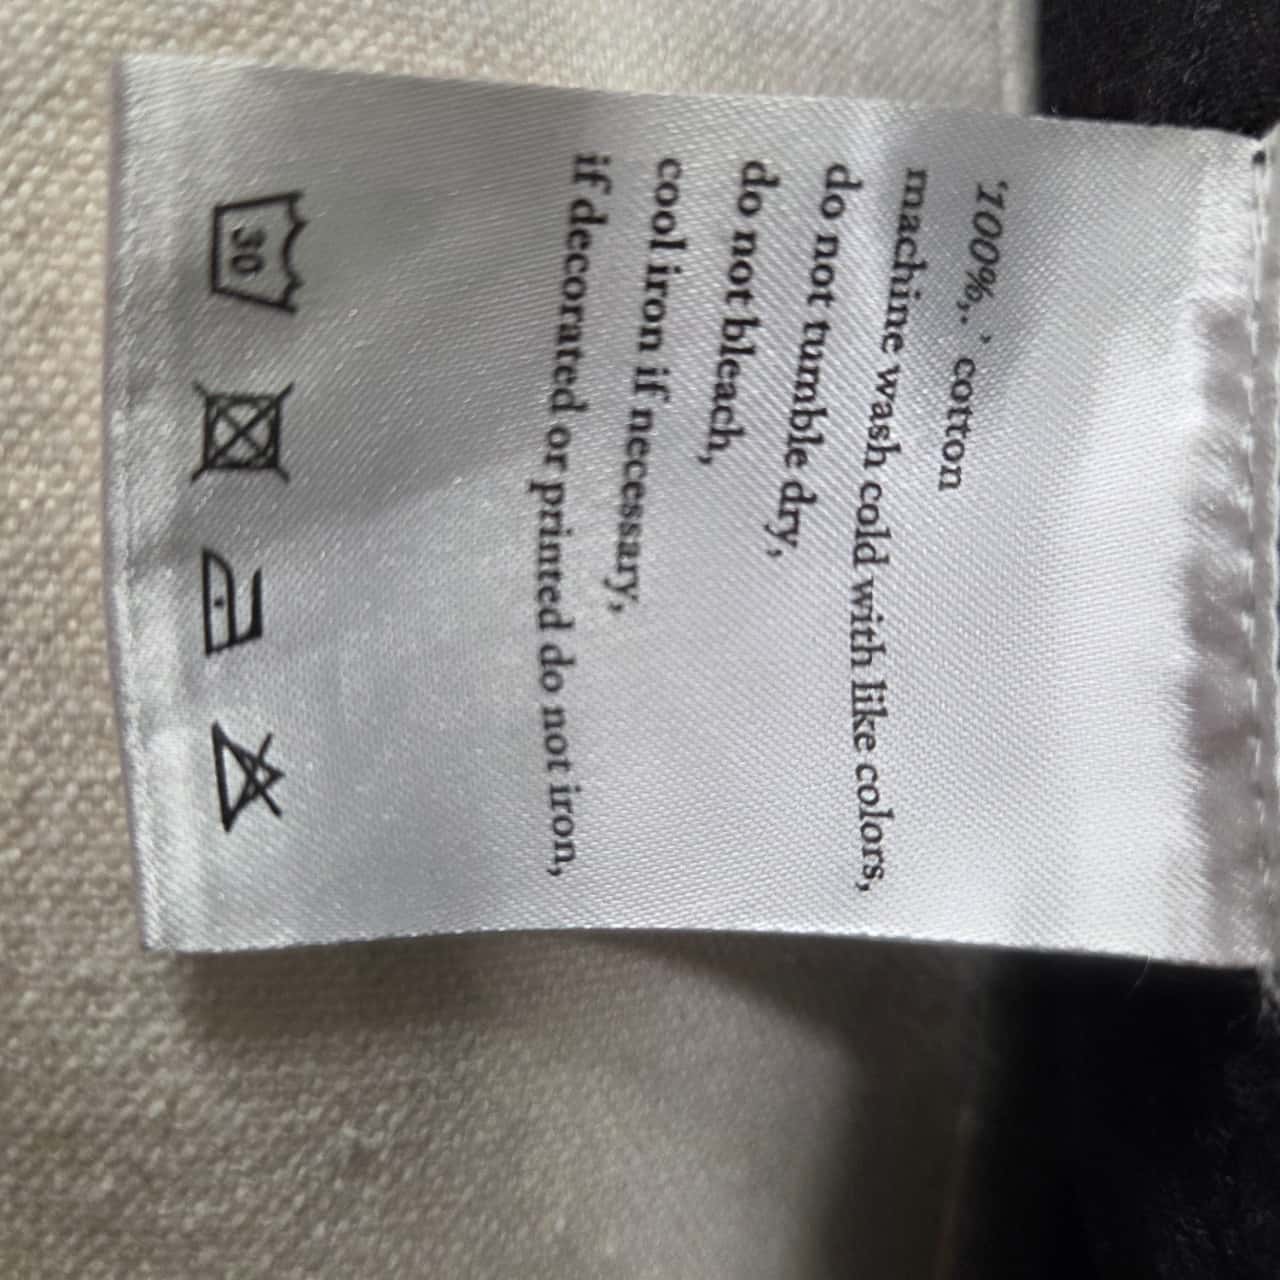 '100%,. ' cotton
machine wash cold with like colors,
do not tumble dry,
do not bleach,
cool iron if necessary,
if decorated or printed do not iron,
30